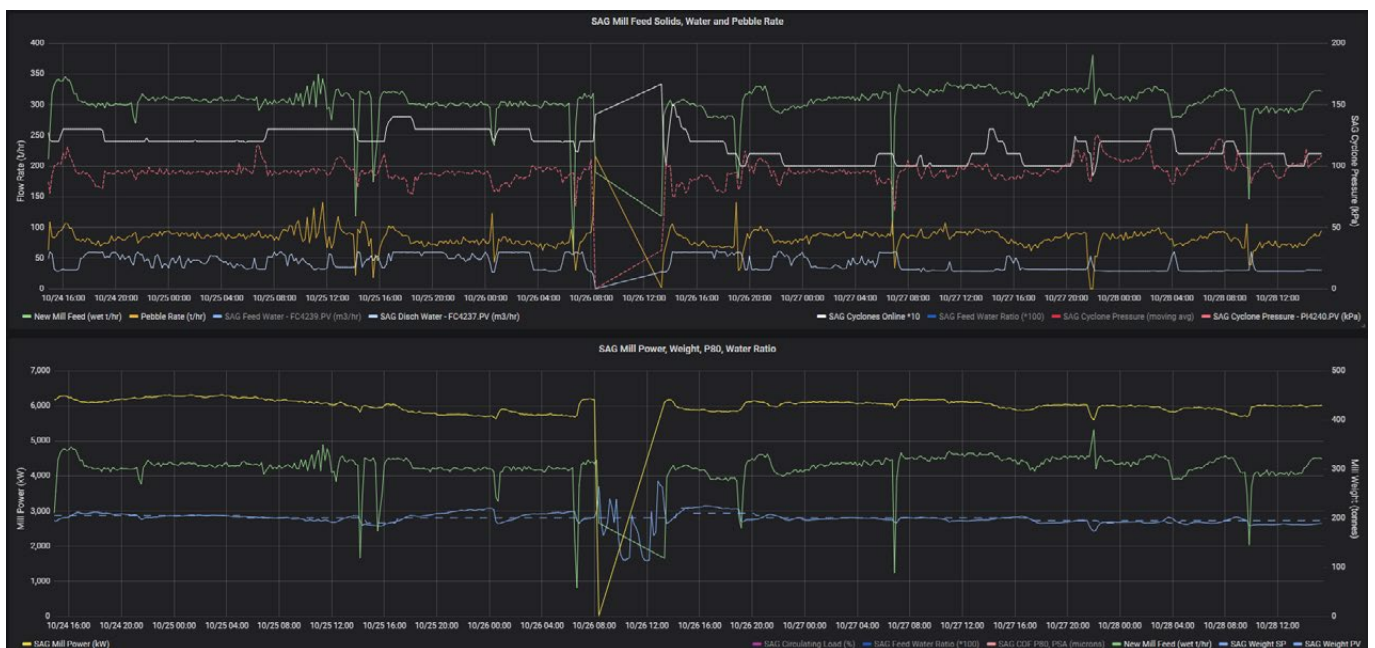 SAG Mill Feed Solids, Water and Pebble Rate
400
350
300
250
200
150
100
50
0
Flow Rate (t/hr)
200
150
100
50
0
SAG Cyclone Pressure (kPa)
10/24 16:00 10/24 20:00 10/25 00:00 10/25 04:00 10/25 08:00 10/25 12:00 10/25 16:00 10/25 20:00 10/26 00:00 10/26 04:00 10/26 08:00 10/26 12:00 10/26 16:00 10/26 20:00 10/27 00:00 10/27 04:00 10/27 08:00 10/27 12:00 10/27 16:00 10/27 20:00 10/28 00:00 10/28 04:00 10/28 08:00 10/28 12:00
New Mill Feed (wet t/hr) Pebble Rate (t/hr) SAG Feed Water - FC4239.PV (m3/hr) SAG Disch Water - FC4237.PV (m3/hr) SAG Cyclones Online *10 SAG Feed Water Ratio (*100) SAG Cyclone Pressure (moving avg) SAG Cyclone Pressure - PI4240.PV (kPa)
SAG Mill Power, Weight, P80, Water Ratio
7,000
6,000
5,000
4,000
3,000
2,000
1,000
0
Mill Power (kW)
500
400
300
200
100
0
Mill Weight (tonnes)
10/24 16:00 10/24 20:00 10/25 00:00 10/25 04:00 10/25 08:00 10/25 12:00 10/25 16:00 10/25 20:00 10/26 00:00 10/26 04:00 10/26 08:00 10/26 12:00 10/26 16:00 10/26 20:00 10/27 00:00 10/27 04:00 10/27 08:00 10/27 12:00 10/27 16:00 10/27 20:00 10/28 00:00 10/28 04:00 10/28 08:00 10/28 12:00
SAG Mill Power (kW) SAG Circulating Load (%) SAG Feed Water Ratio (*100) SAG COF P80, PSA (microns) New Mill Feed (wet t/hr) SAG Weight SP SAG Weight PV